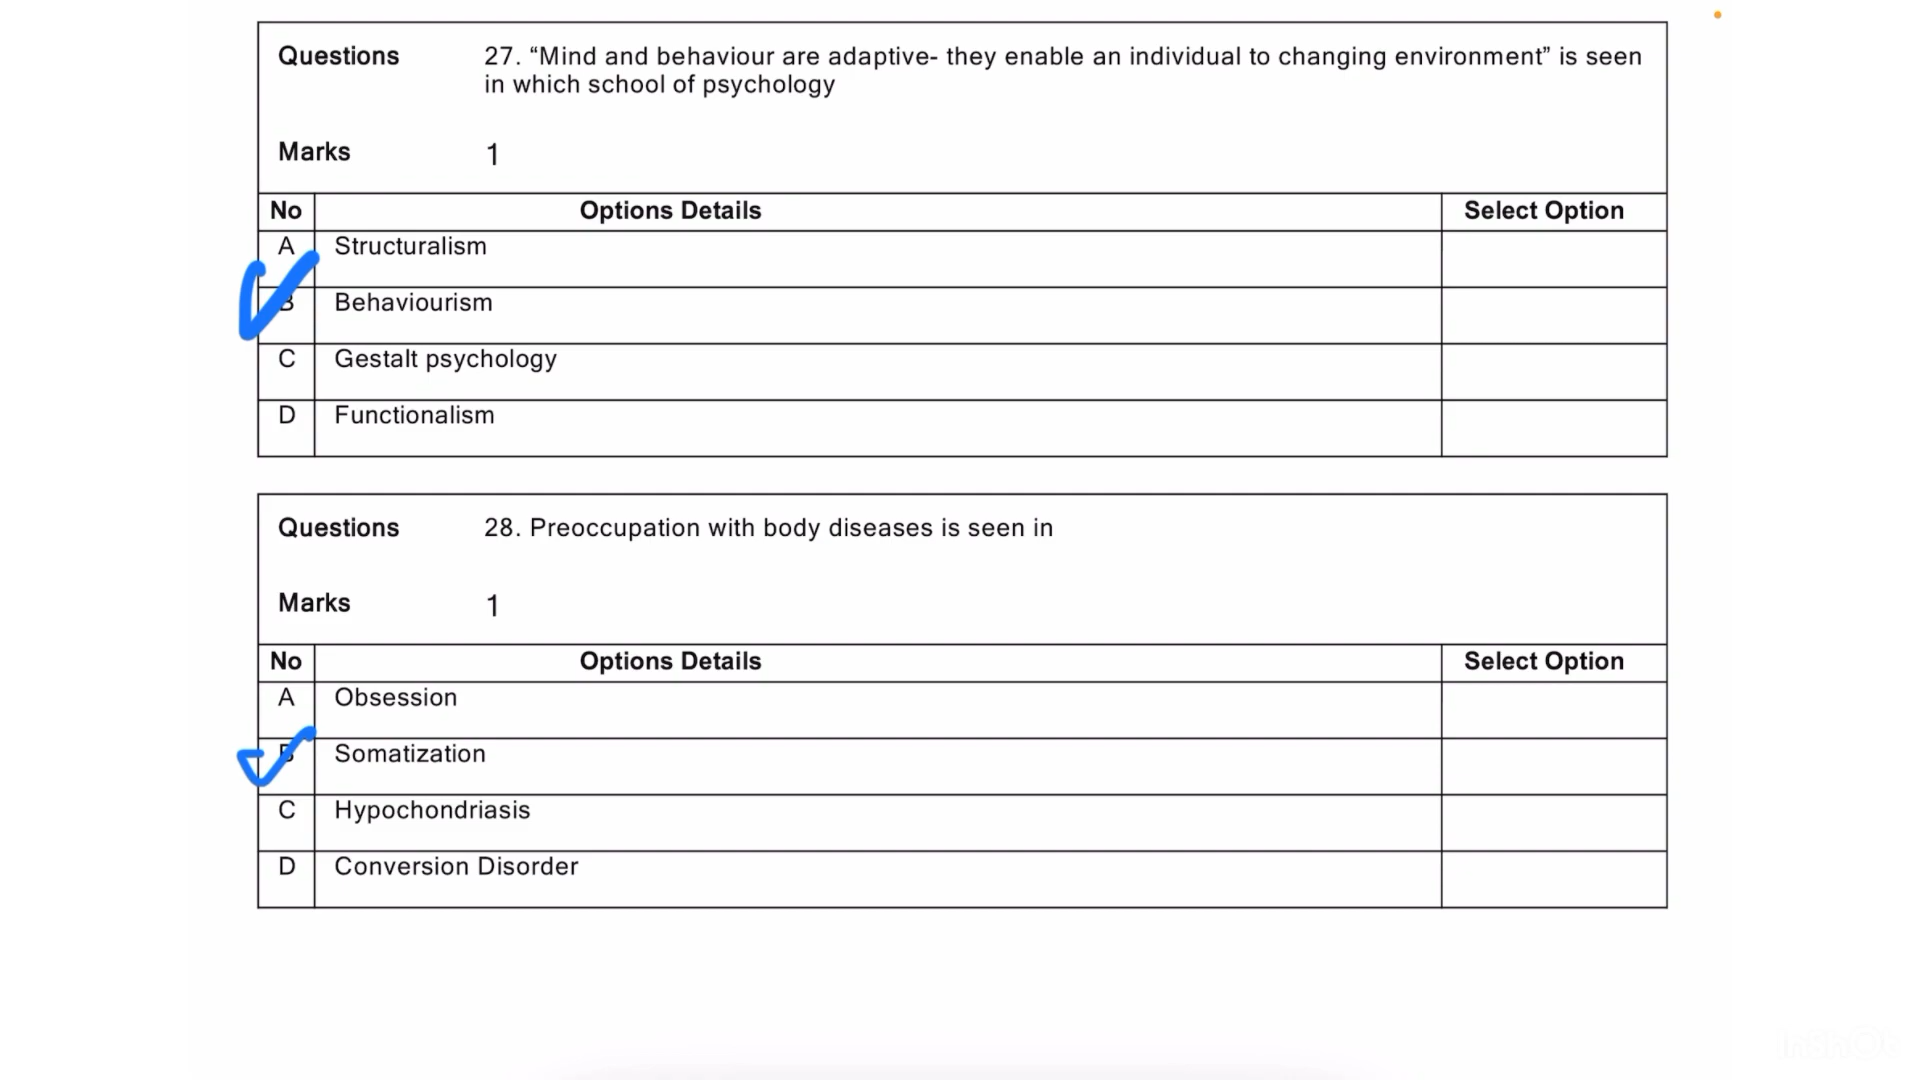 Questions 27. “Mind and behaviour are adaptive- they enable an individual to changing environment” is seen
in which school of psychology
Marks 1
No Options Details Select Option
A Structuralism
B Behaviourism
C Gestalt psychology
D Functionalism
Questions 28. Preoccupation with body diseases is seen in
Marks 1
No Options Details Select Option
A Obsession
B Somatization
C Hypochondriasis
D Conversion Disorder